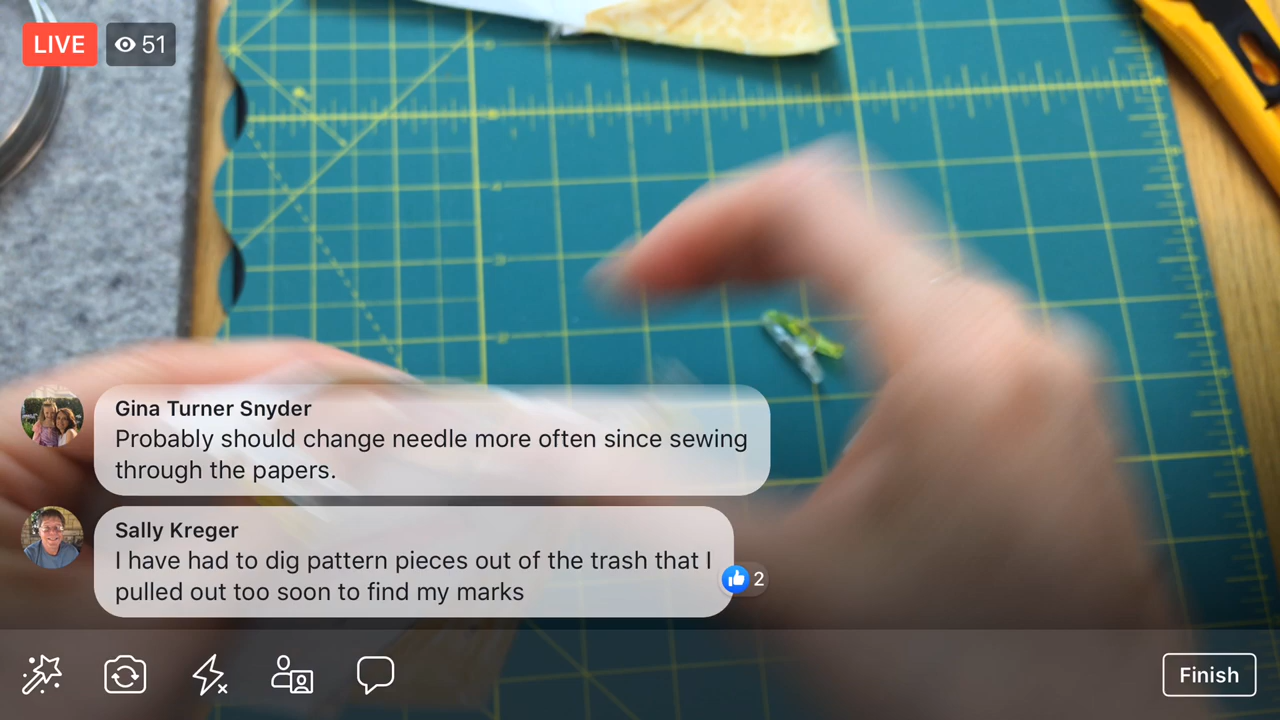 LIVE
51
Gina Turner Snyder
Probably should change needle more often since sewing
through the papers.
Sally Kreger
I have had to dig pattern pieces out of the trash that I
pulled out too soon to find my marks
2
Finish